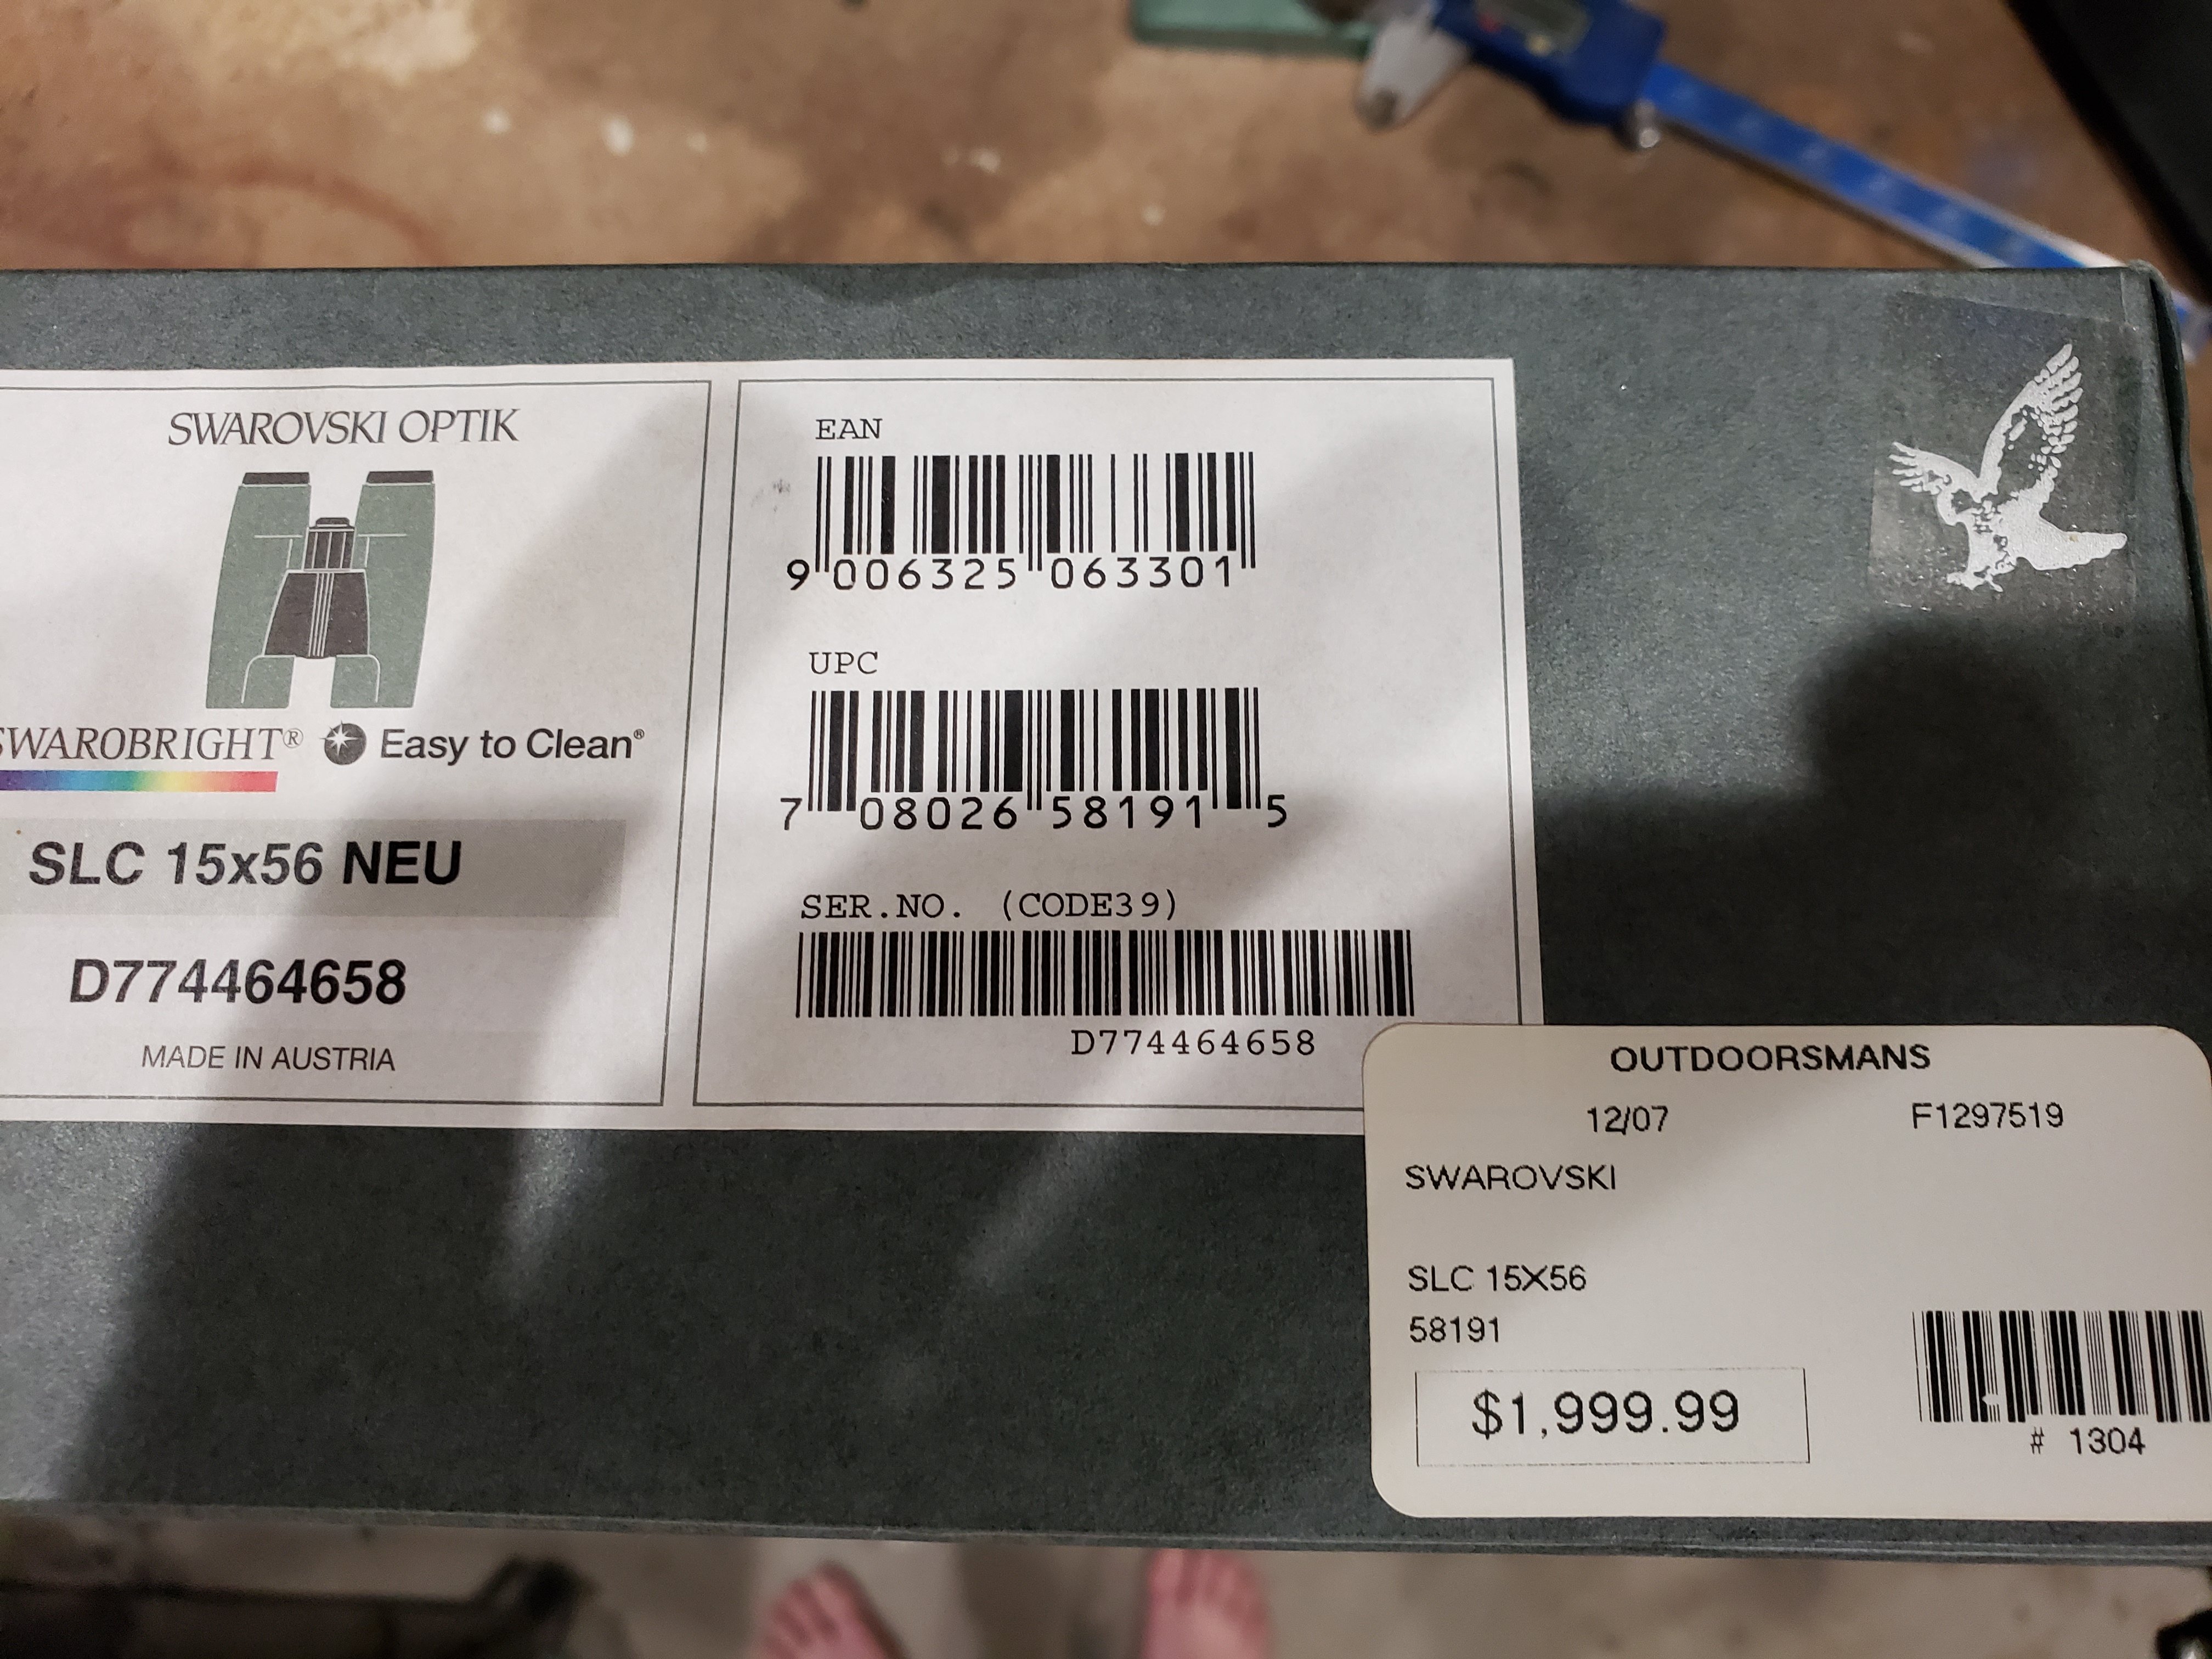 SWAROVSKI OPTIK
SWAROBRIGHT® Easy to Clean®
SLC 15x56 NEU
D774464658
MADE IN AUSTRIA
EAN
9 006325 063301
UPC
7 08026 58191 5
SER.NO. (CODE39)
D774464658
OUTDOORSMANS
12/07 F1297519
SWAROVSKI
SLC 15X56
58191
$1,999.99
# 1304